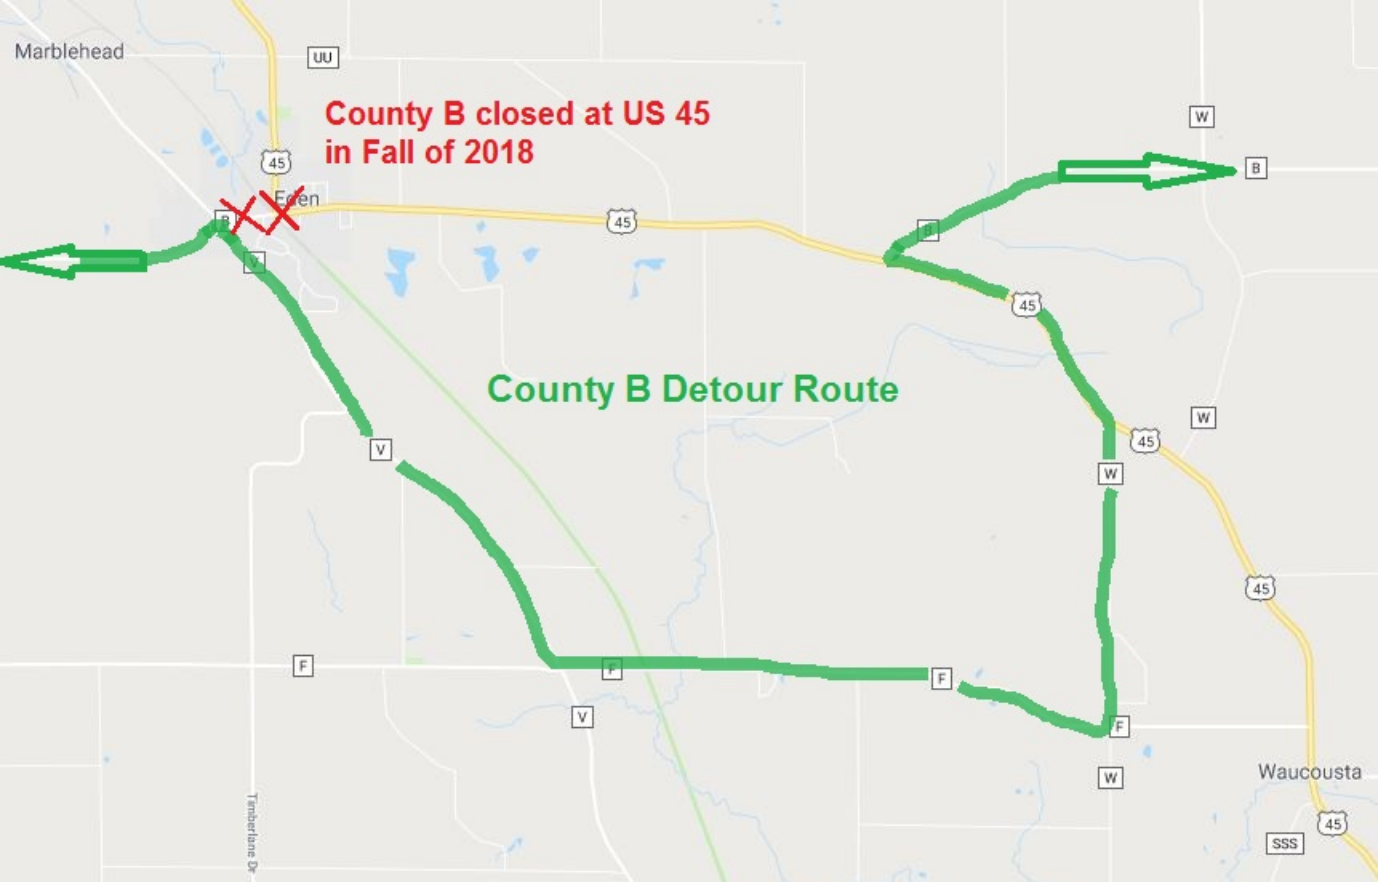 Marblehead
UU
County B closed at US 45
in Fall of 2018
W
45
B
Eden
B
45
B
V
45
County B Detour Route
W
45
V
W
45
F
F
F
V
F
W
Waucousta
Timberlane Dr
45
SSS